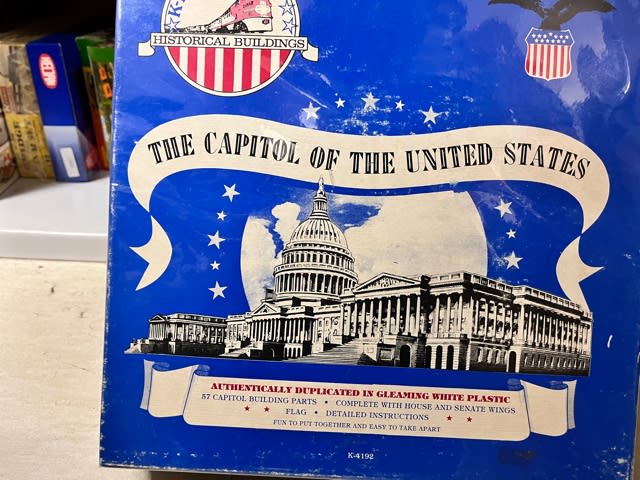 HISTORICAL BUILDINGS
THE CAPITOL OF THE UNITED STATES
AUTHENTICALLY DUPLICATED IN GLEAMING WHITE PLASTIC
57 CAPITOL BUILDING PARTS • COMPLETE WITH HOUSE AND SENATE WINGS
FLAG • DETAILED INSTRUCTIONS
FUN TO PUT TOGETHER AND EASY TO TAKE APART
K-4192